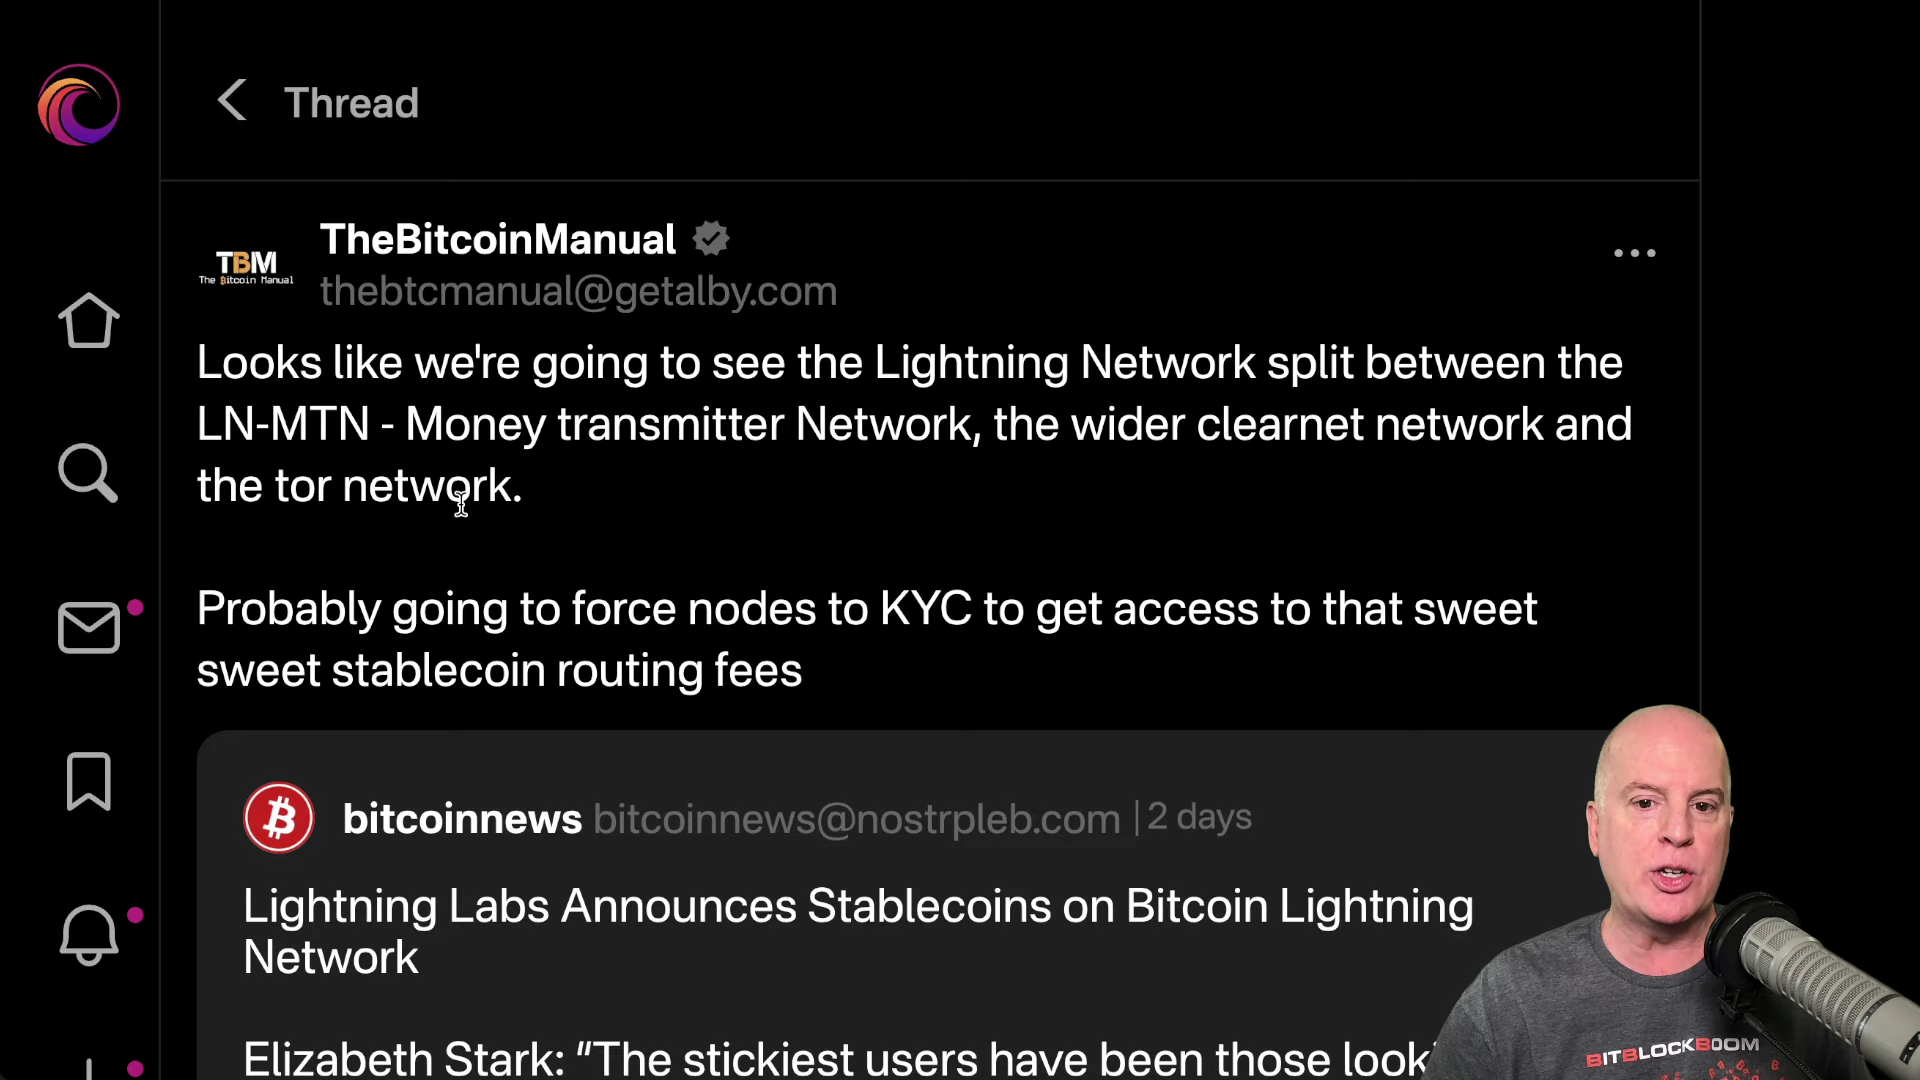 Thread
TheBitcoinManual
TBM
The Bitcoin Manual
thebtcmanual@getalby.com
Looks like we're going to see the Lightning Network split between the
LN-MTN - Money transmitter Network, the wider clearnet network and
the tor network.
Probably going to force nodes to KYC to get access to that sweet
sweet stablecoin routing fees
bitcoinnews bitcoinnews@nostrpleb.com | 2 days
Lightning Labs Announces Stablecoins on Bitcoin Lightning
Network
Elizabeth Stark: “The stickiest users have been those look
BITBLOCKBOOM